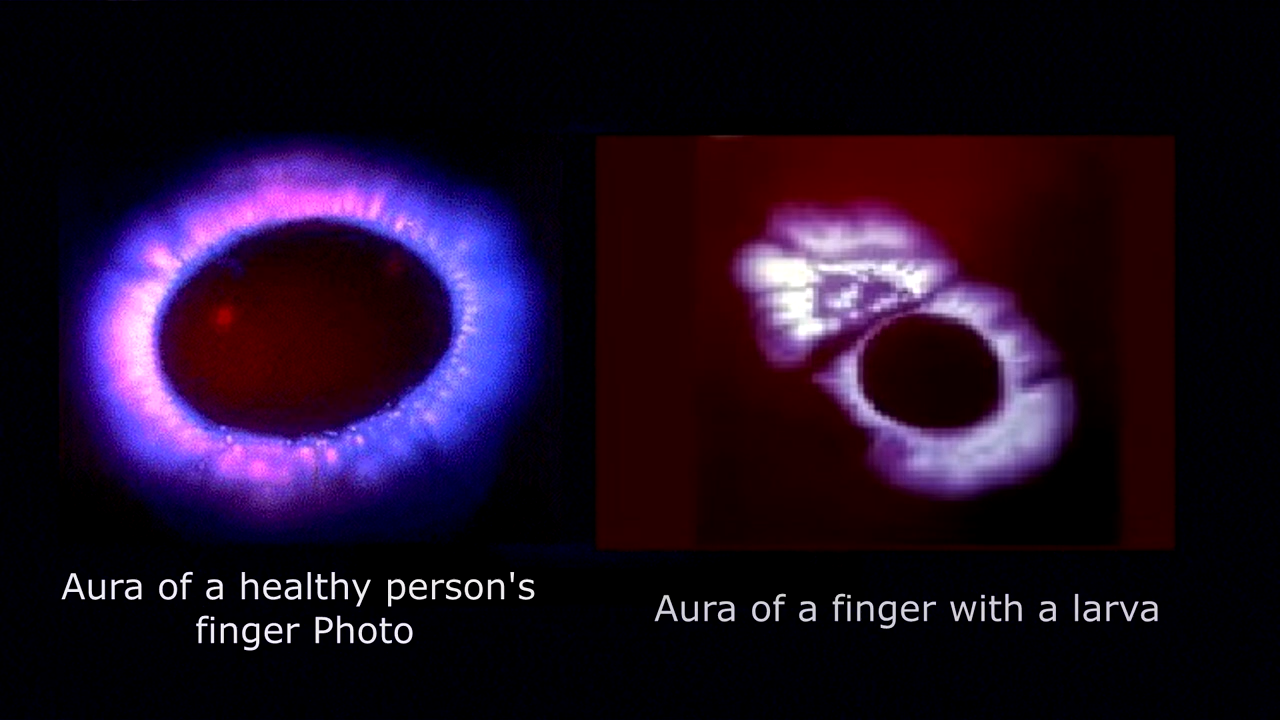 Aura of a healthy person's
finger Photo
Aura of a finger with a larva